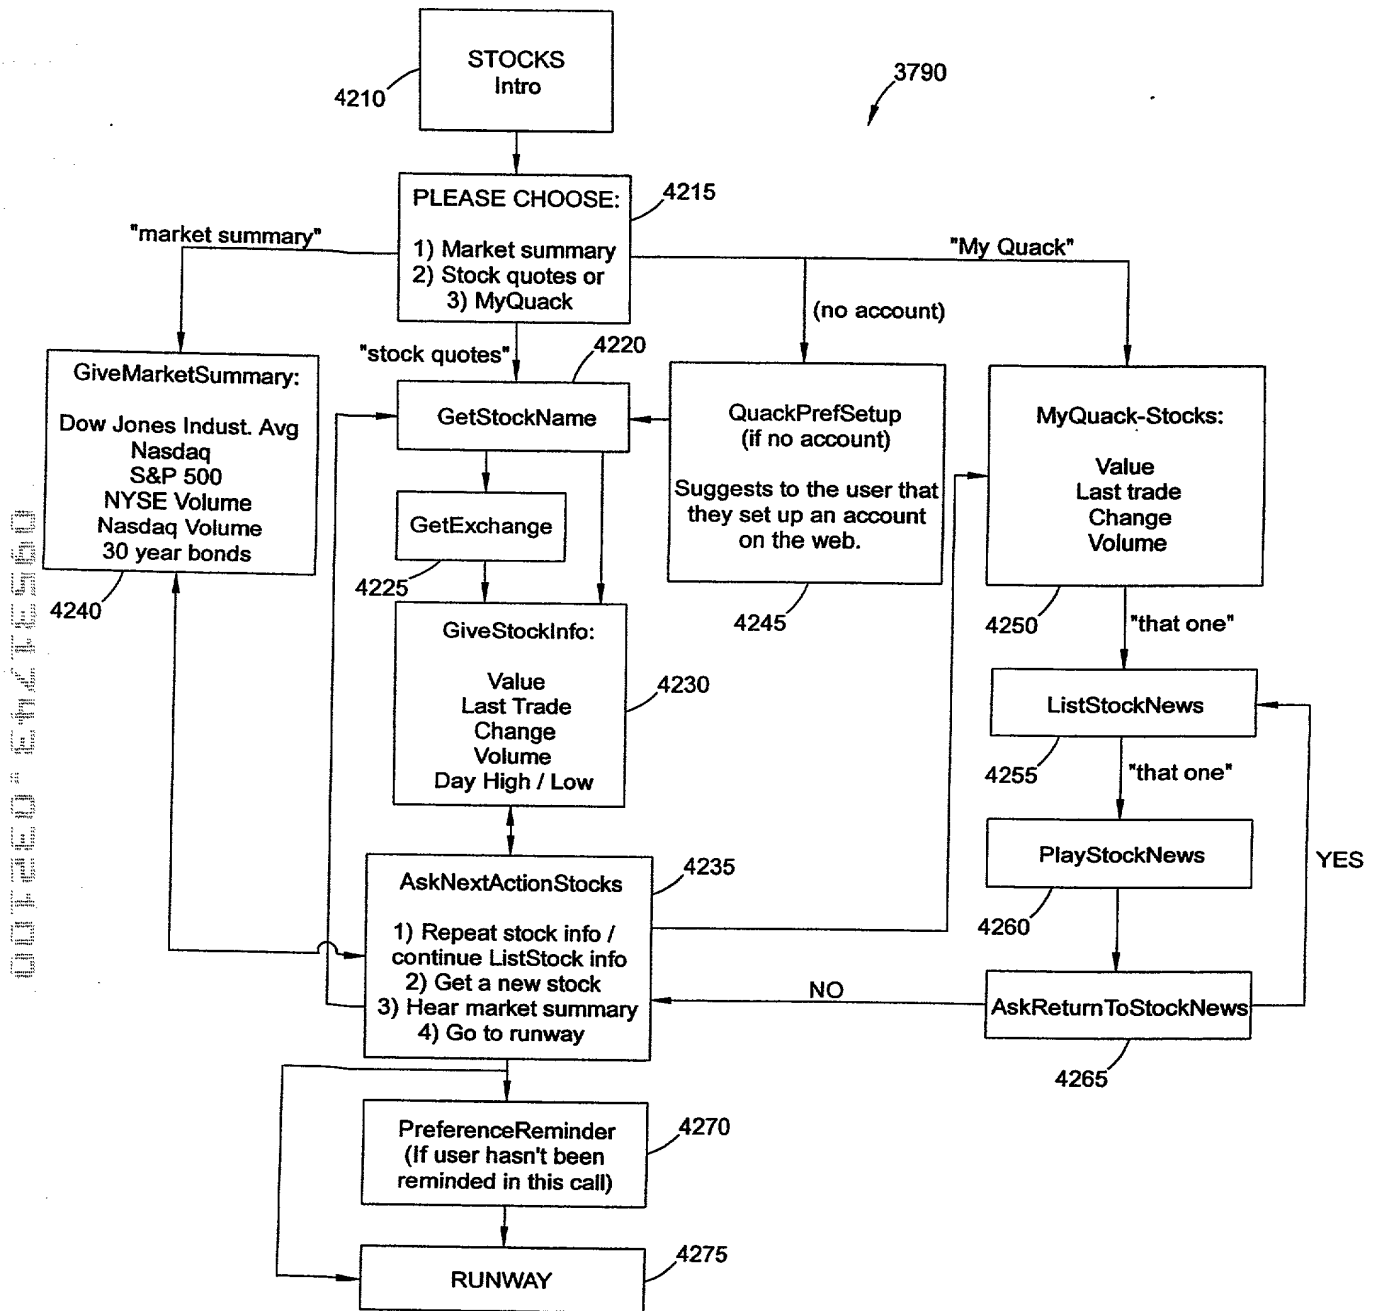 STOCKS
Intro
4210
3790
PLEASE CHOOSE:
1) Market summary
2) Stock quotes or
3) MyQuack
4215
"market summary"
"My Quack"
(no account)
"stock quotes"
4220
GiveMarketSummary:
Dow Jones Indust. Avg
Nasdaq
S&P 500
NYSE Volume
Nasdaq Volume
30 year bonds
4240
GetStockName
GetExchange
4225
QuackPrefSetup
(if no account)
Suggests to the user that
they set up an account
on the web.
4245
MyQuack-Stocks:
Value
Last trade
Change
Volume
4250
"that one"
GiveStockInfo:
Value
Last Trade
Change
Volume
Day High / Low
4230
ListStockNews
4255
"that one"
PlayStockNews
4260
YES
AskNextActionStocks
1) Repeat stock info /
continue ListStock info
2) Get a new stock
3) Hear market summary
4) Go to runway
4235
NO
AskReturnToStockNews
4265
PreferenceReminder
(If user hasn't been
reminded in this call)
4270
RUNWAY
4275